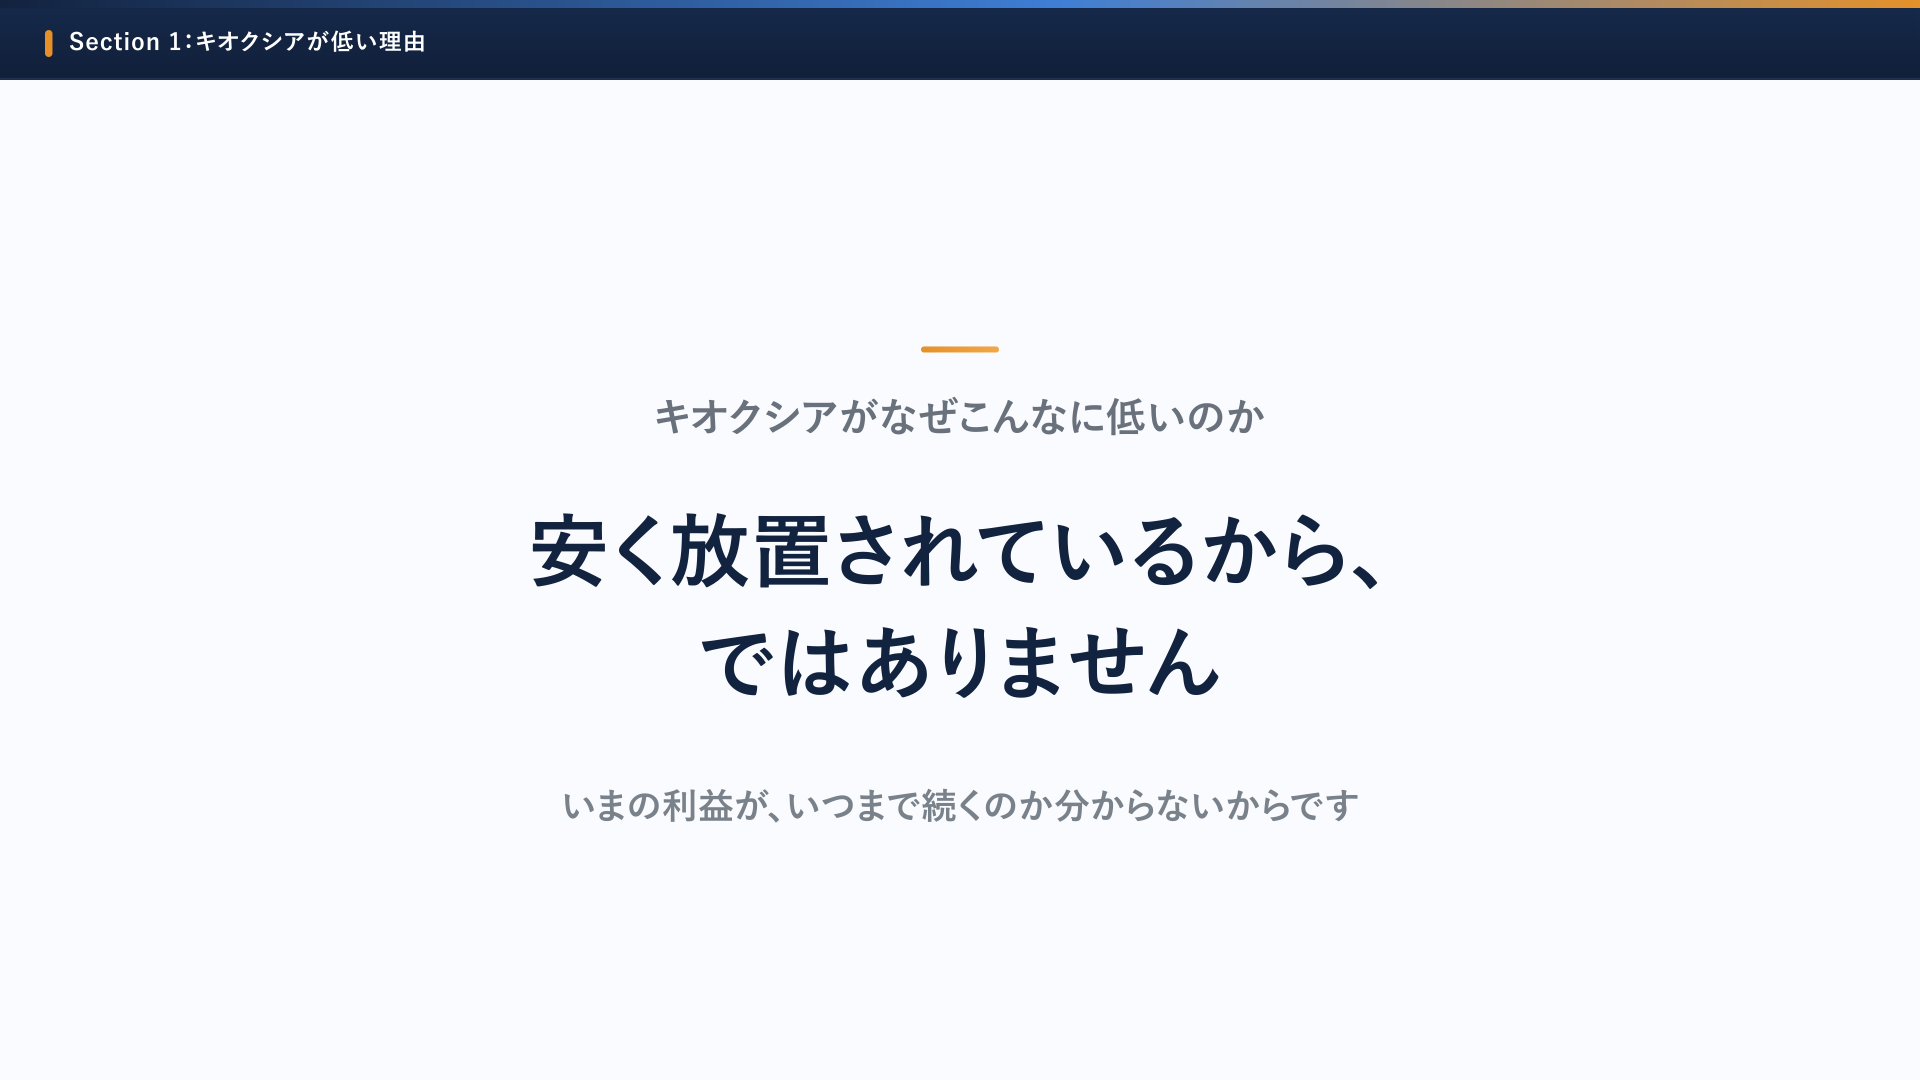 Section 1：キオクシアが低い理由
キオクシアがなぜこんなに低いのか
安く放置されているから、
ではありません
いまの利益が、いつまで続くのか分からないからです